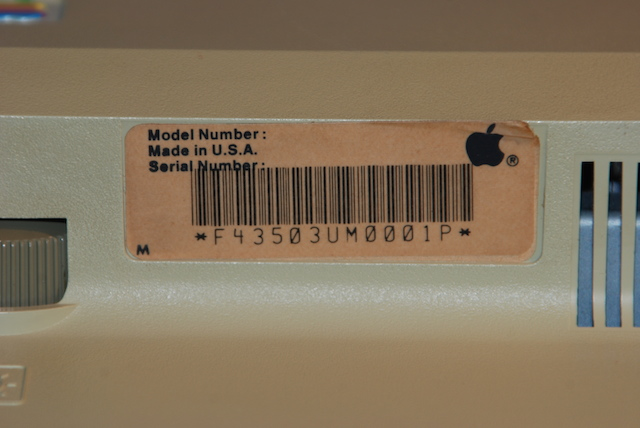 Model Number:
Made in U.S.A.
Serial Number:
*F43503UM0001P*
M
®